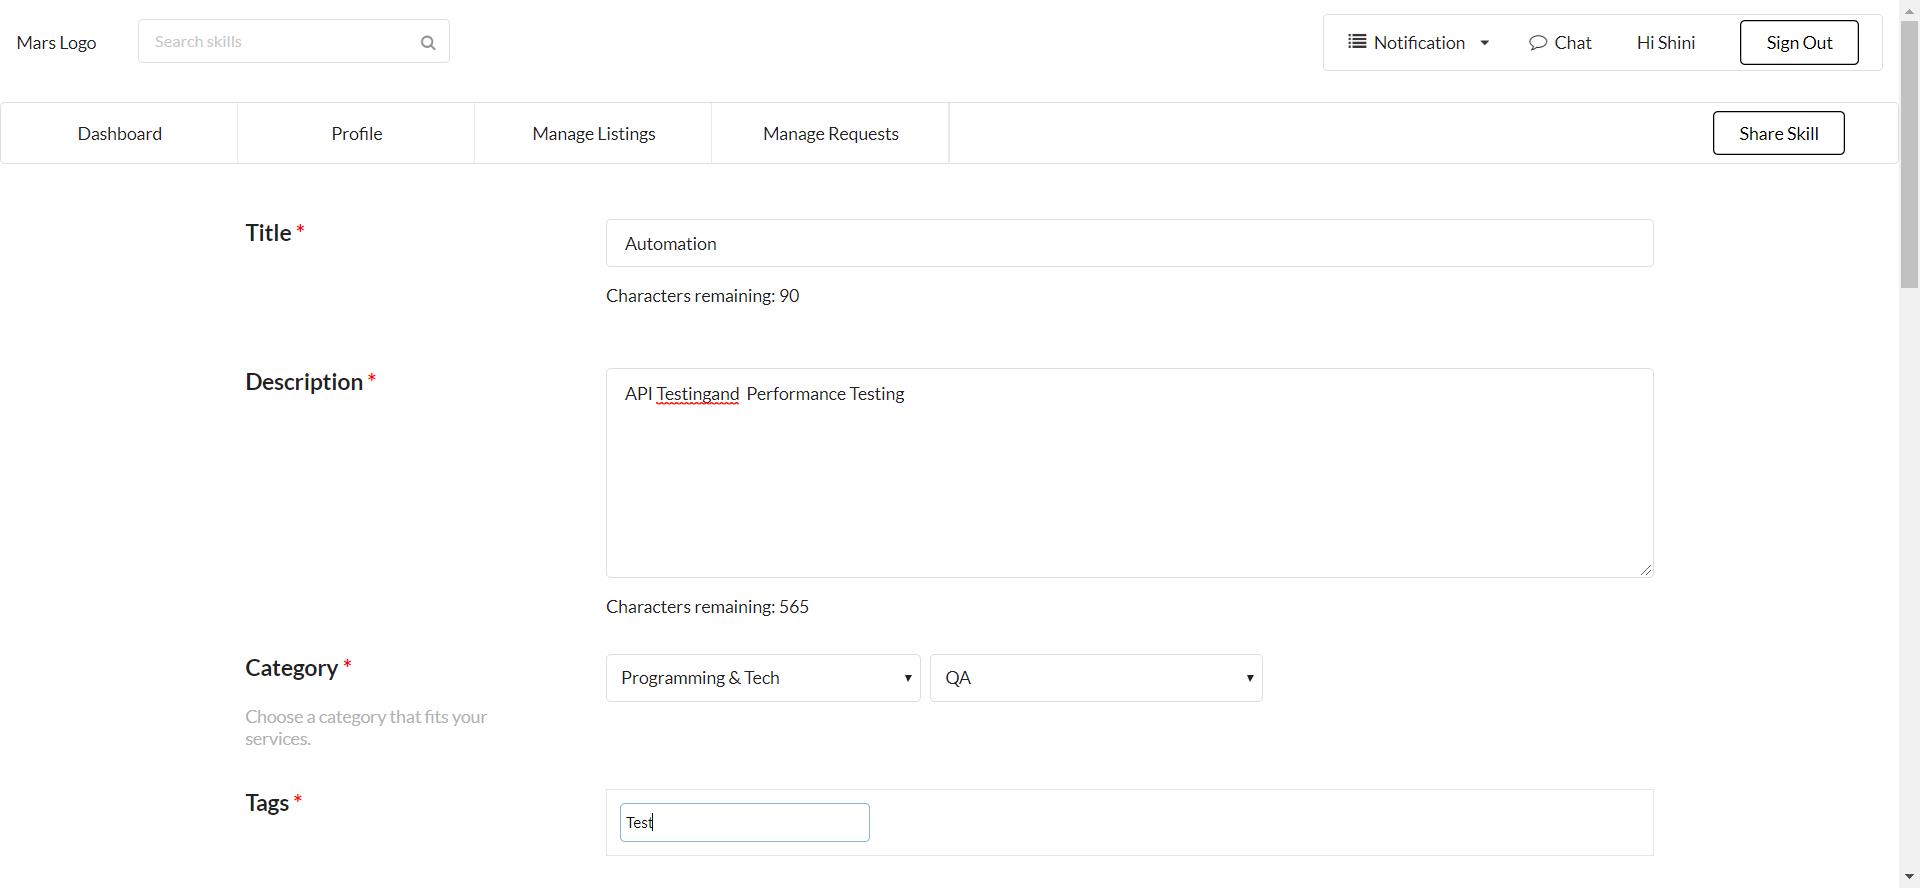 Mars Logo
Search skills
Notification
Chat
Hi Shini
Sign Out
Dashboard
Profile
Manage Listings
Manage Requests
Share Skill
Title *
Automation
Characters remaining: 90
Description *
API Testingand  Performance Testing
Characters remaining: 565
Category *
Programming & Tech
QA
Choose a category that fits your
services.
Tags *
Test